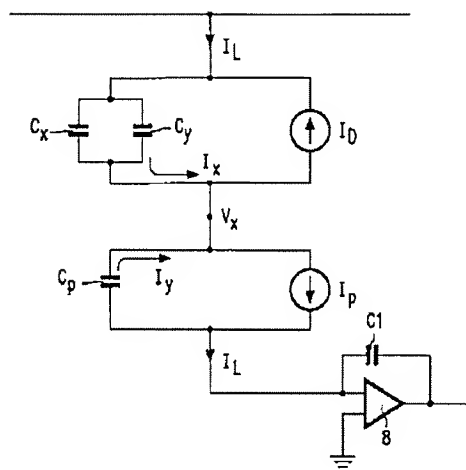 I_L
C_x
C_y
I_D
I_x
V_x
C_p
I_y
I_p
I_L
C1
8